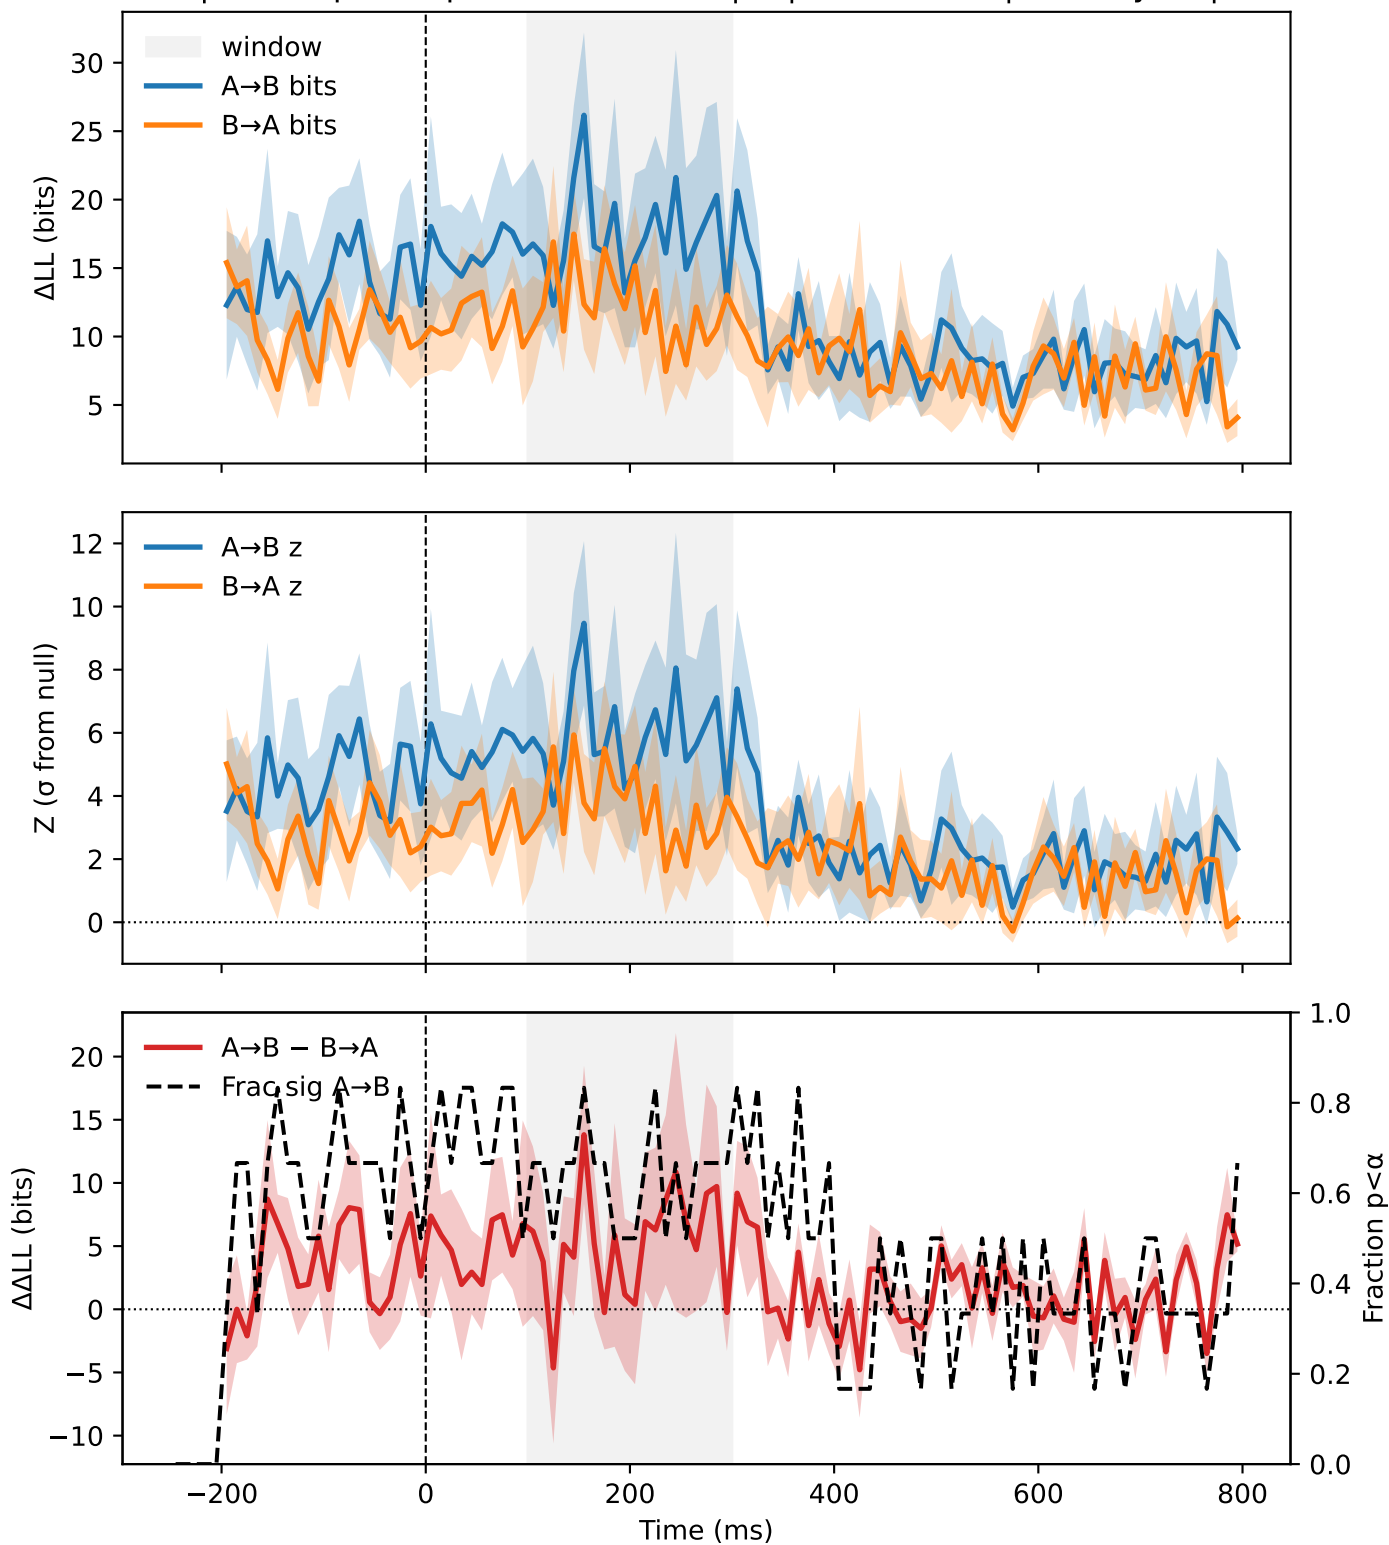 window
A→B bits
B→A bits
ΔLL (bits)
30
25
20
15
10
5
A→B z
B→A z
Z (σ from null)
12
10
8
6
4
2
0
A→B − B→A
Frac sig A→B
ΔΔLL (bits)
20
15
10
5
0
−5
−10
1.0
0.8
0.6
0.4
0.2
0.0
Fraction p<α
−200
0
200
400
600
800
Time (ms)